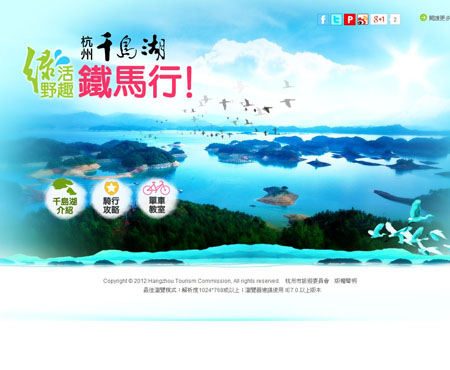 杭州 千島湖
綠活野趣 鐵馬行!
千島湖
介紹
騎行
攻略
單車
教室
Copyright © 2012 Hangzhou Tourism Commission, All rights reserved. 杭州市旅遊委員會 版權聲明
最佳瀏覽模式：解析度1024*768或以上；瀏覽器建議使用 IE7.0 以上版本